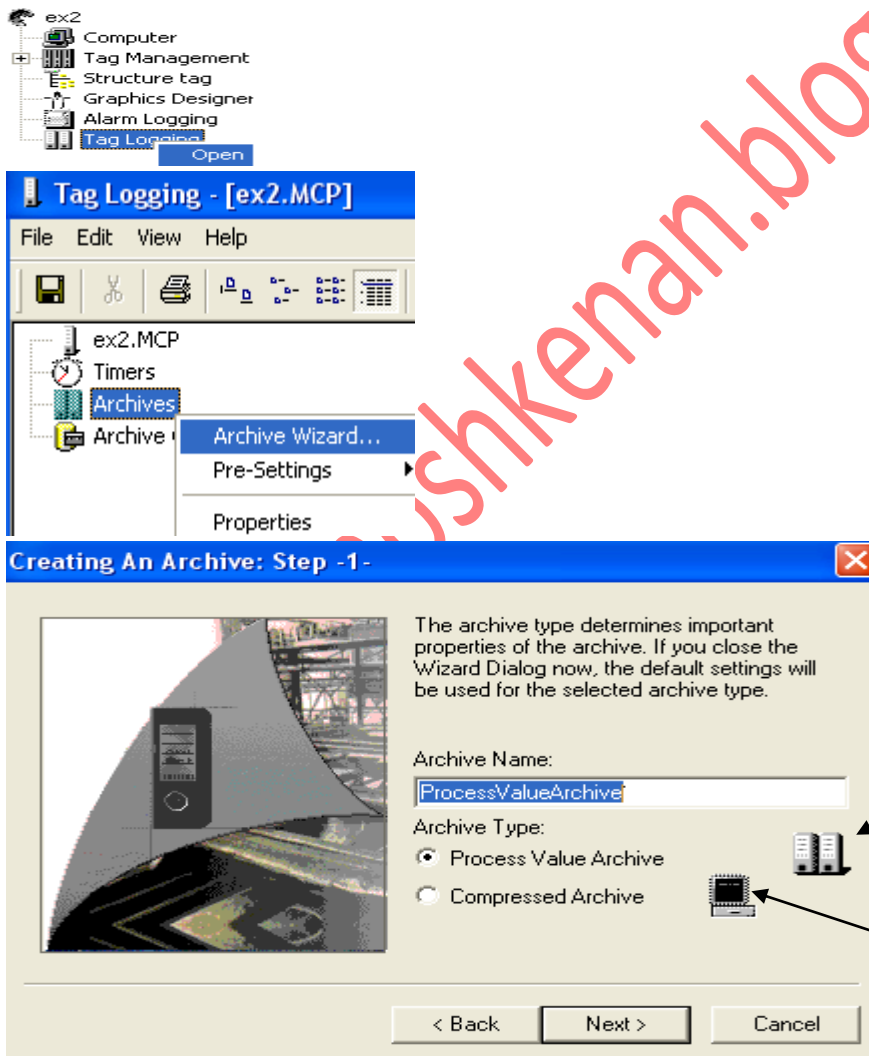 ex2
Computer
Tag Management
Structure tag
Graphics Designer
Alarm Logging
Tag Logging
Open
Tag Logging - [ex2.MCP]
File Edit View Help
ex2.MCP
Timers
Archives
Archive
Archive Wizard...
Pre-Settings
Properties
Creating An Archive: Step -1-
The archive type determines important
properties of the archive. If you close the
Wizard Dialog now, the default settings will
be used for the selected archive type.
Archive Name:
ProcessValueArchive
Archive Type:
Process Value Archive
Compressed Archive
< Back Next > Cancel